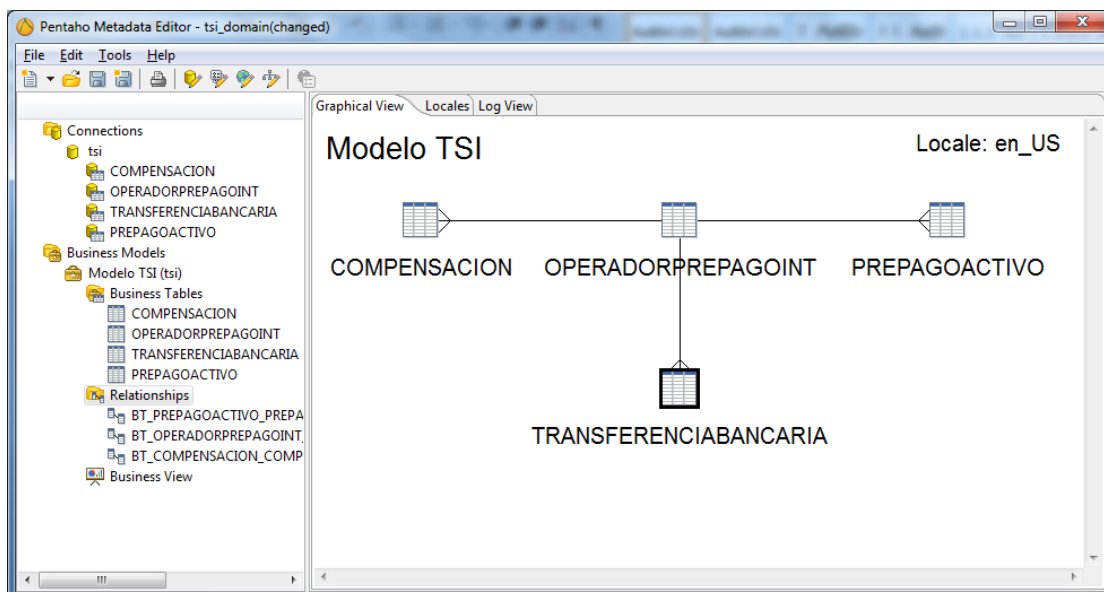 Pentaho Metadata Editor - tsi_domain(changed)
File Edit Tools Help
Graphical View Locales Log View
Connections
tsi
COMPENSACION
OPERADORPREPAGOINT
TRANSFERENCIABANCARIA
PREPAGOACTIVO
Business Models
Modelo TSI (tsi)
Business Tables
COMPENSACION
OPERADORPREPAGOINT
TRANSFERENCIABANCARIA
PREPAGOACTIVO
Relationships
BT_PREPAGOACTIVO_PREPA
BT_OPERADORPREPAGOINT_
BT_COMPENSACION_COMP
Business View
Modelo TSI
Locale: en_US
COMPENSACION OPERADORPREPAGOINT PREPAGOACTIVO
TRANSFERENCIABANCARIA